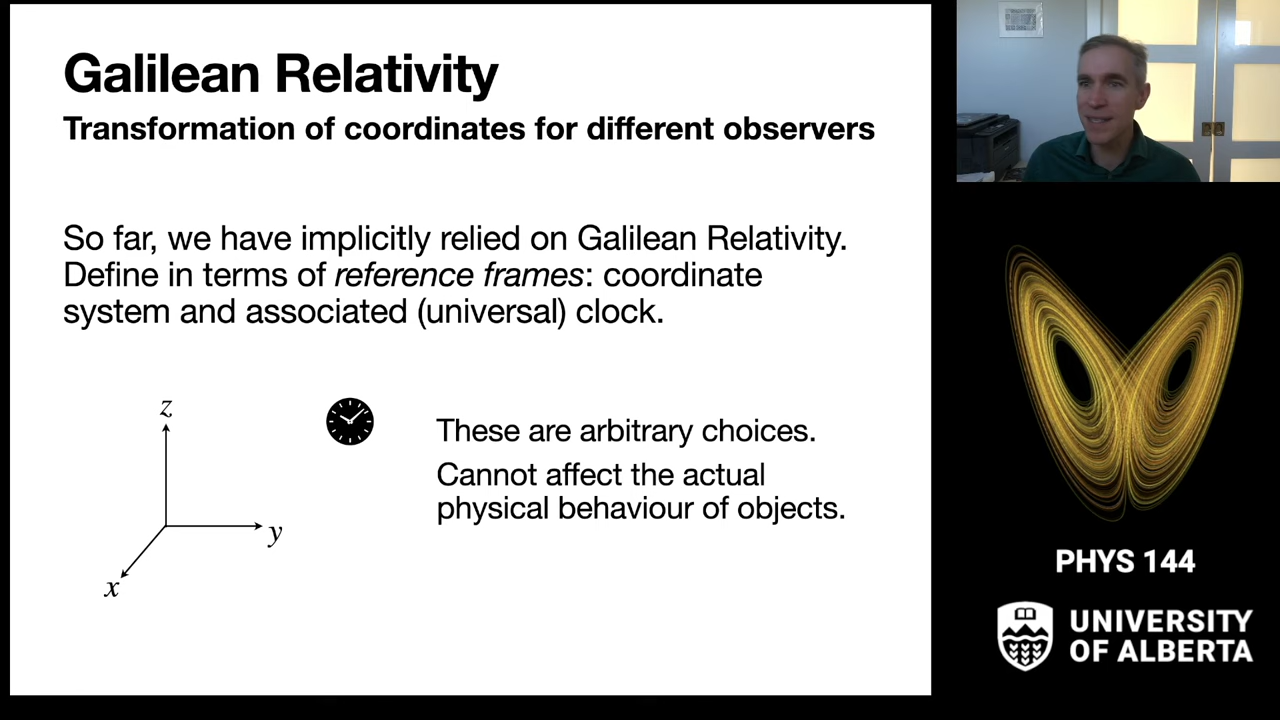 Galilean Relativity
Transformation of coordinates for different observers
So far, we have implicitly relied on Galilean Relativity.
Define in terms of reference frames: coordinate
system and associated (universal) clock.
z
y
x
These are arbitrary choices.
Cannot affect the actual
physical behaviour of objects.
PHYS 144
UNIVERSITY
OF ALBERTA